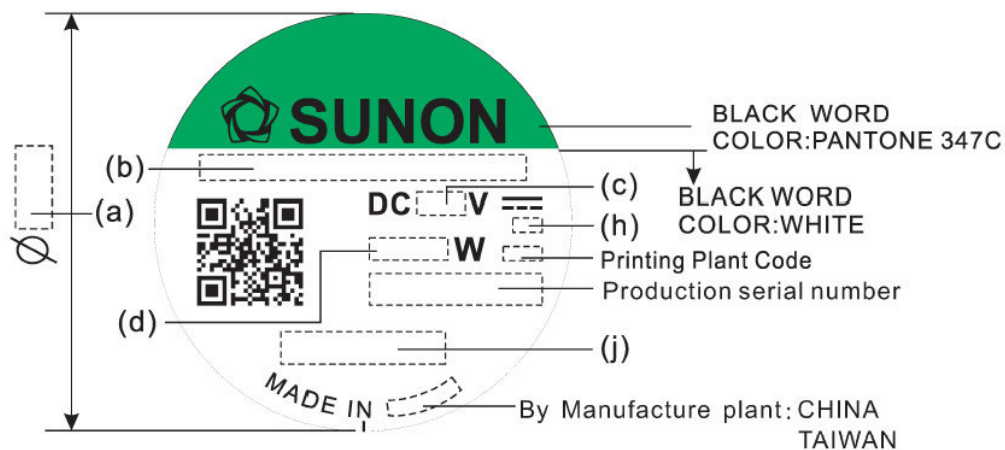 SUNON
BLACK WORD
COLOR:PANTONE 347C
(b)
(c)
DC V
BLACK WORD
COLOR:WHITE
(a)
(h)
W
Printing Plant Code
Production serial number
(d)
(j)
MADE IN
By Manufacture plant: CHINA
TAIWAN